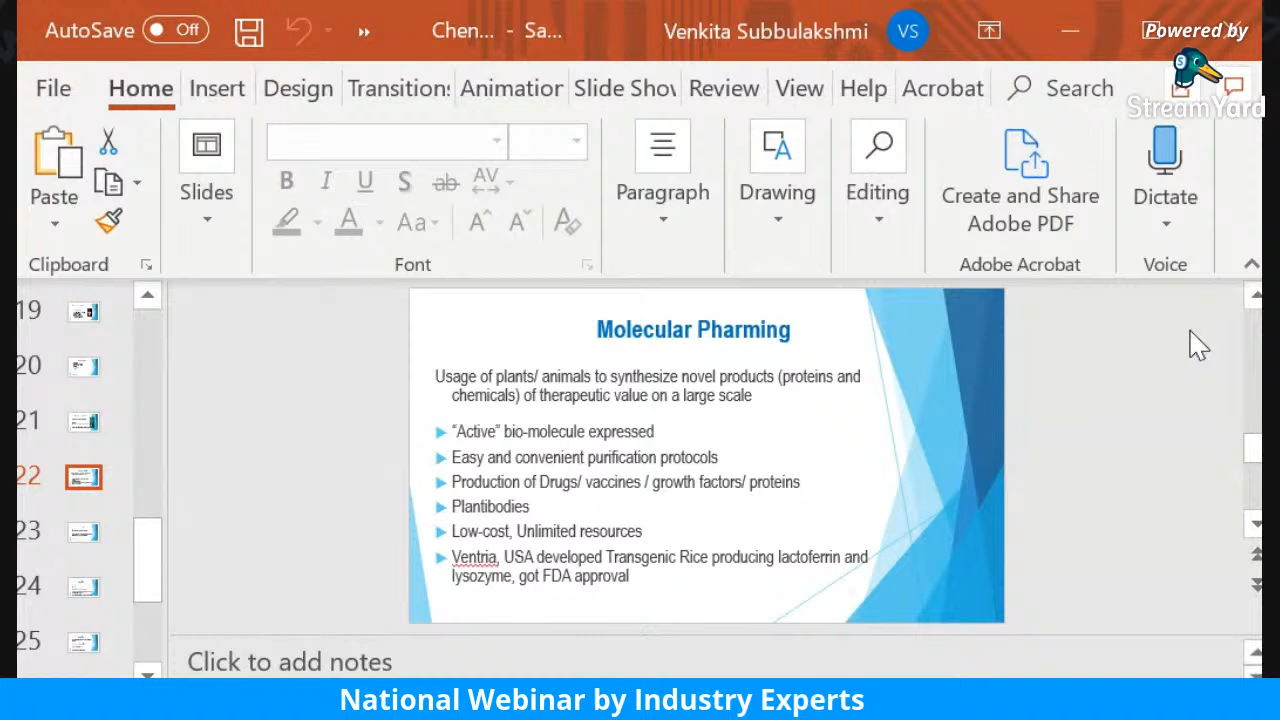 AutoSave Off Chen... - Sa... Venkita Subbulakshmi VS Powered by
StreamYard
File Home Insert Design Transitions Animation Slide Show Review View Help Acrobat Search
Paste Slides Paragraph Drawing Editing Create and Share Adobe PDF Dictate
B I U S ab AV
A Aa A A A
Clipboard Font Adobe Acrobat Voice
19
20
21
22
23
24
25
Molecular Pharming
Usage of plants/ animals to synthesize novel products (proteins and
chemicals) of therapeutic value on a large scale
"Active" bio-molecule expressed
Easy and convenient purification protocols
Production of Drugs/ vaccines / growth factors/ proteins
Plantibodies
Low-cost, Unlimited resources
Ventria, USA developed Transgenic Rice producing lactoferrin and
lysozyme, got FDA approval
Click to add notes
National Webinar by Industry Experts